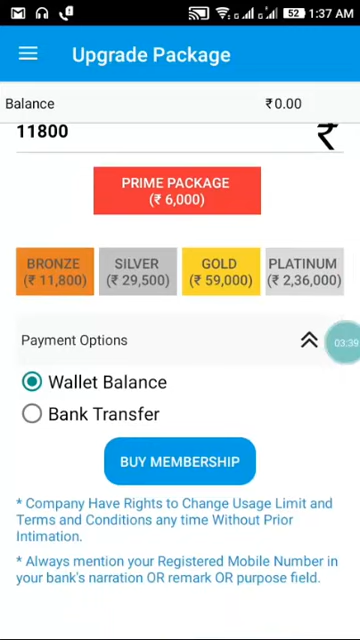 52 1:37 AM
Upgrade Package
Balance ₹0.00
11800 ₹
PRIME PACKAGE
(₹ 6,000)
BRONZE SILVER GOLD PLATINUM
(₹ 11,800) (₹ 29,500) (₹ 59,000) (₹ 2,36,000)
Payment Options
03:39
Wallet Balance
Bank Transfer
BUY MEMBERSHIP
* Company Have Rights to Change Usage Limit and
Terms and Conditions any time Without Prior
Intimation.
* Always mention your Registered Mobile Number in
your bank's narration OR remark OR purpose field.